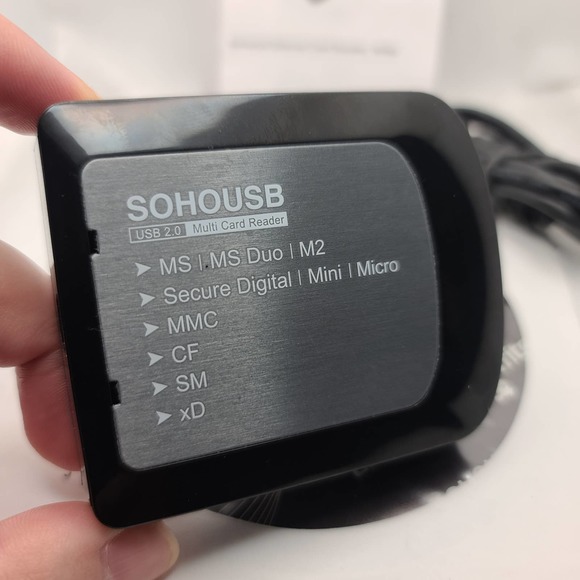 SOHOUSB
USB 2.0 Multi Card Reader
➤ MS | MS Duo | M2
➤ Secure Digital | Mini | Micro
➤ MMC
➤ CF
➤ SM
➤ xD